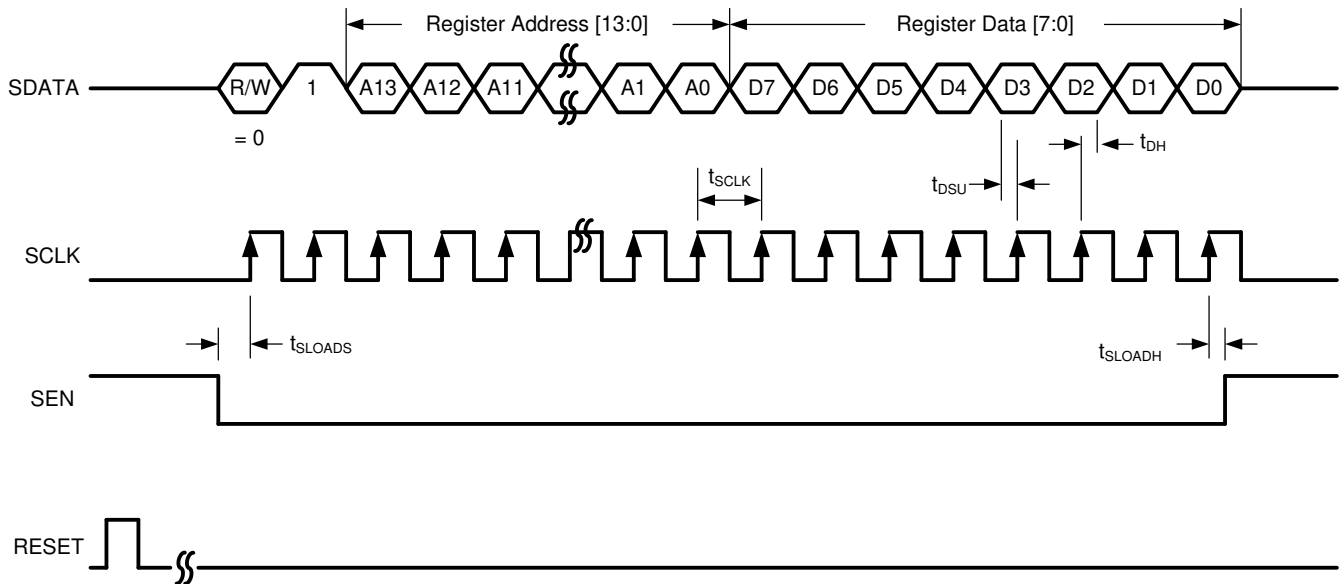 Register Address [13:0] Register Data [7:0]
SDATA R/W 1 A13 A12 A11 A1 A0 D7 D6 D5 D4 D3 D2 D1 D0
= 0
tDH
tSCLK
tDSU
SCLK
tSLOADS tSLOADH
SEN
RESET